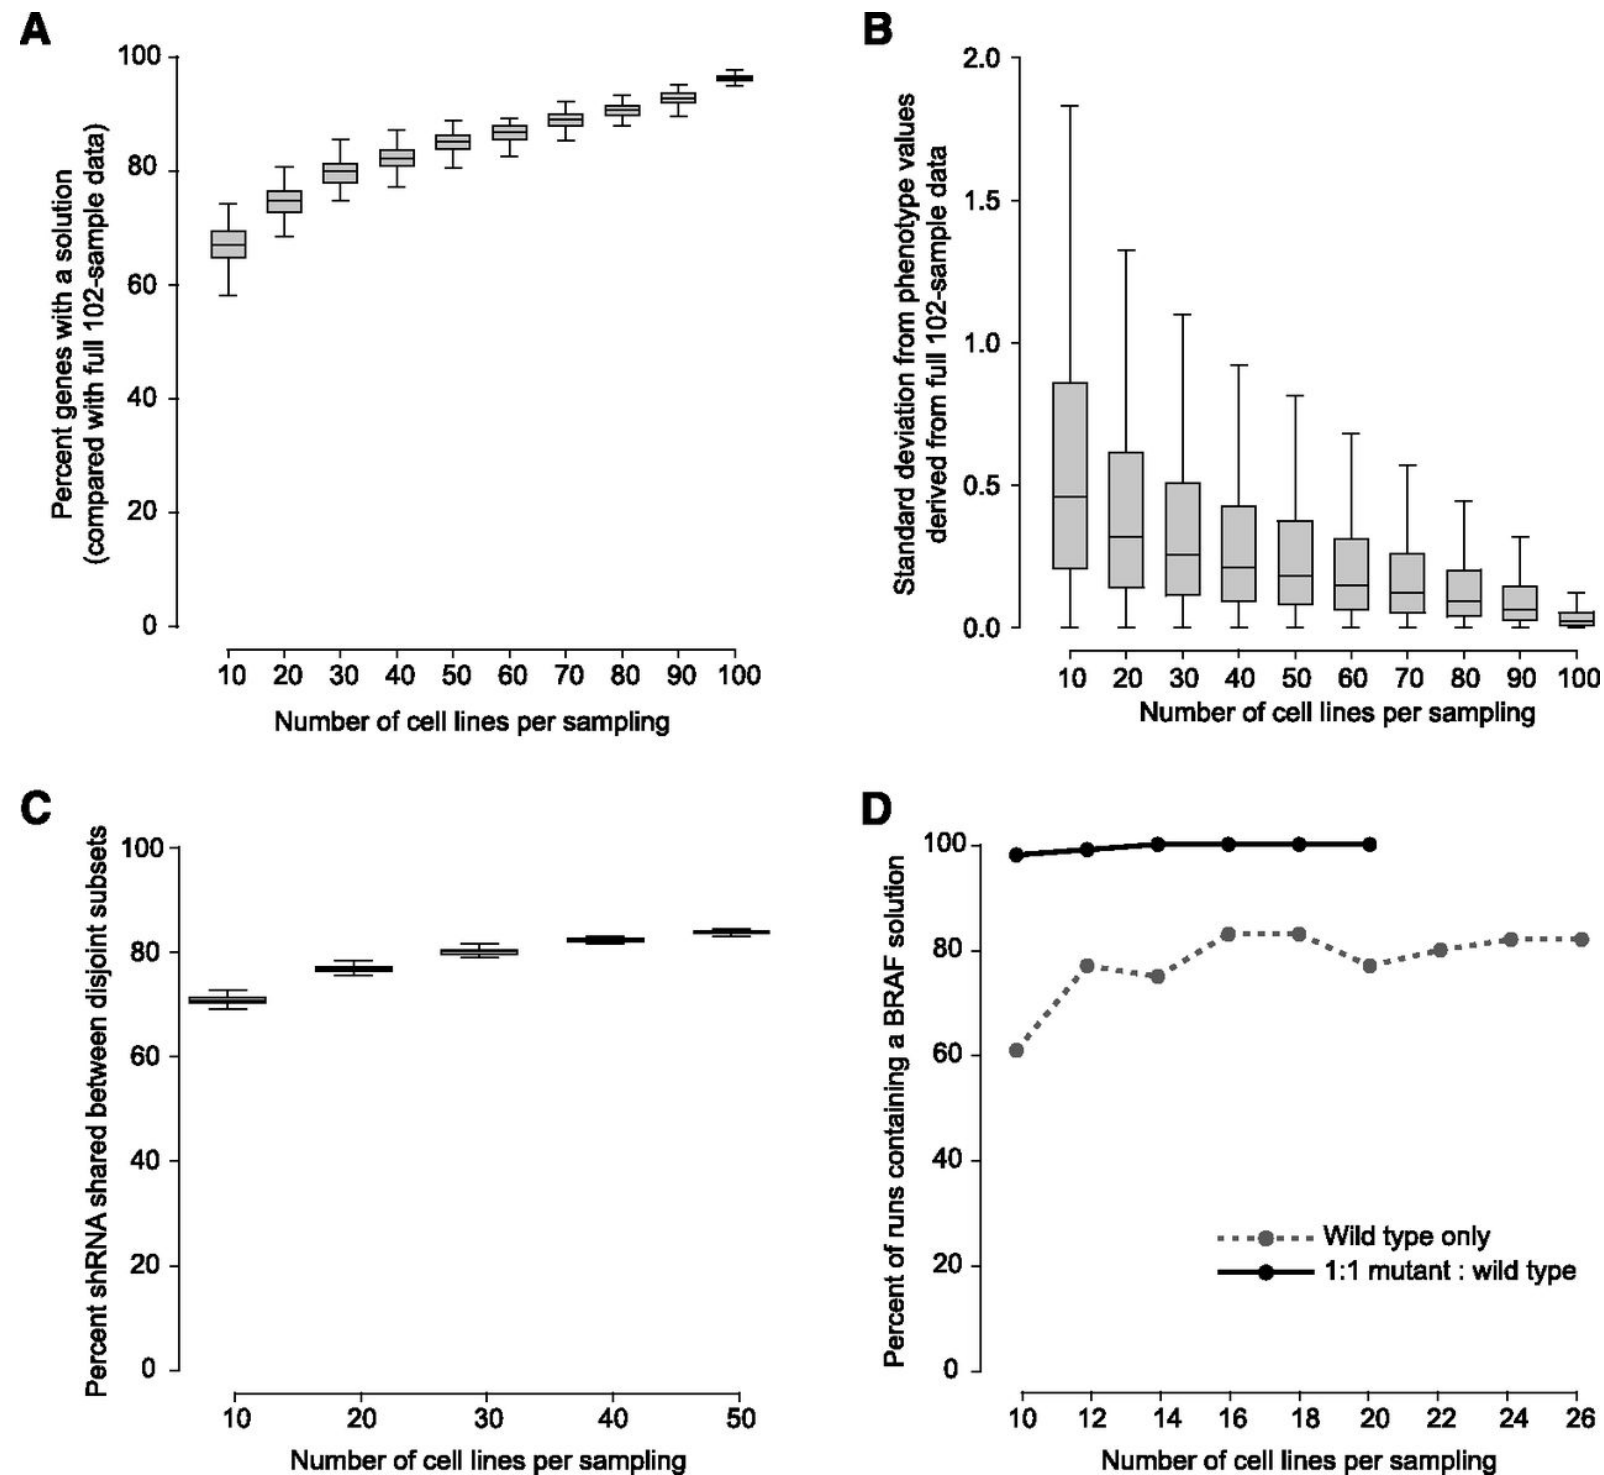 A
Percent genes with a solution
(compared with full 102-sample data)
100
80
60
40
20
0
10 20 30 40 50 60 70 80 90 100
Number of cell lines per sampling
B
Standard deviation from phenotype values
derived from full 102-sample data
2.0
1.5
1.0
0.5
0.0
10 20 30 40 50 60 70 80 90 100
Number of cell lines per sampling
C
Percent shRNA shared between disjoint subsets
100
80
60
40
20
0
10 20 30 40 50
Number of cell lines per sampling
D
Percent of runs containing a BRAF solution
100
80
60
40
20
0
Wild type only
1:1 mutant : wild type
10 12 14 16 18 20 22 24 26
Number of cell lines per sampling